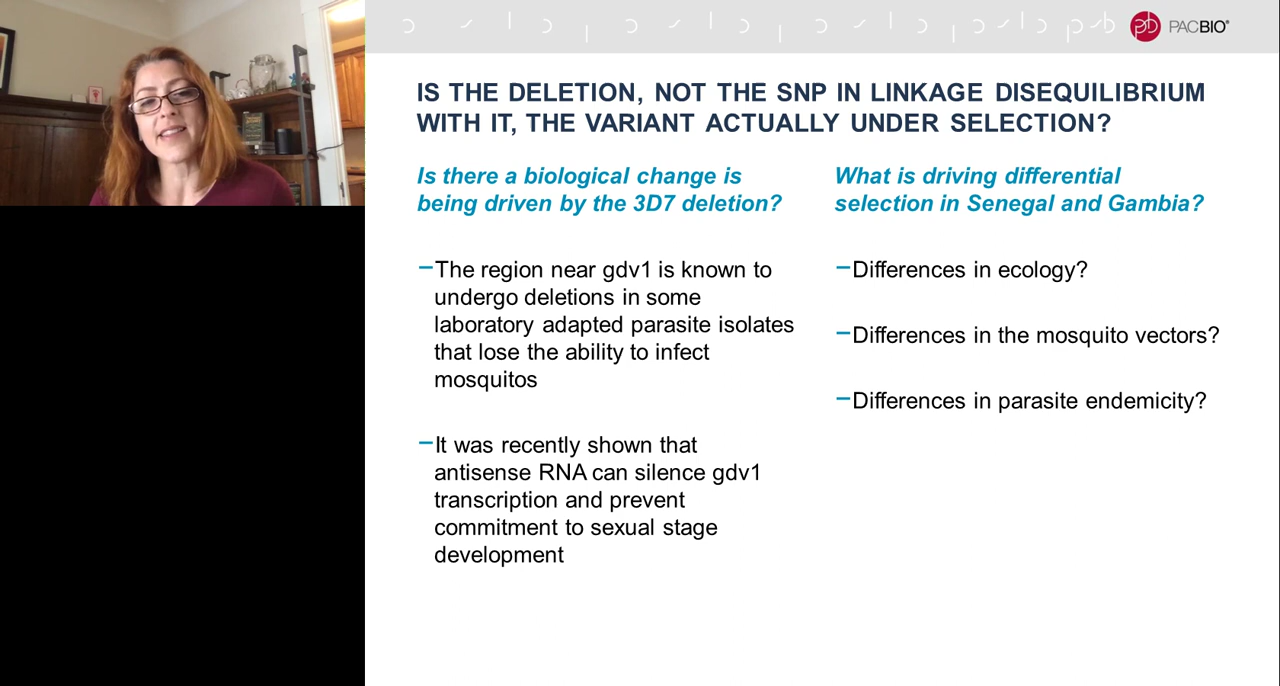 PACBIO®
IS THE DELETION, NOT THE SNP IN LINKAGE DISEQUILIBRIUM
WITH IT, THE VARIANT ACTUALLY UNDER SELECTION?
Is there a biological change is
being driven by the 3D7 deletion?
–The region near gdv1 is known to
undergo deletions in some
laboratory adapted parasite isolates
that lose the ability to infect
mosquitos
–It was recently shown that
antisense RNA can silence gdv1
transcription and prevent
commitment to sexual stage
development
What is driving differential
selection in Senegal and Gambia?
–Differences in ecology?
–Differences in the mosquito vectors?
–Differences in parasite endemicity?